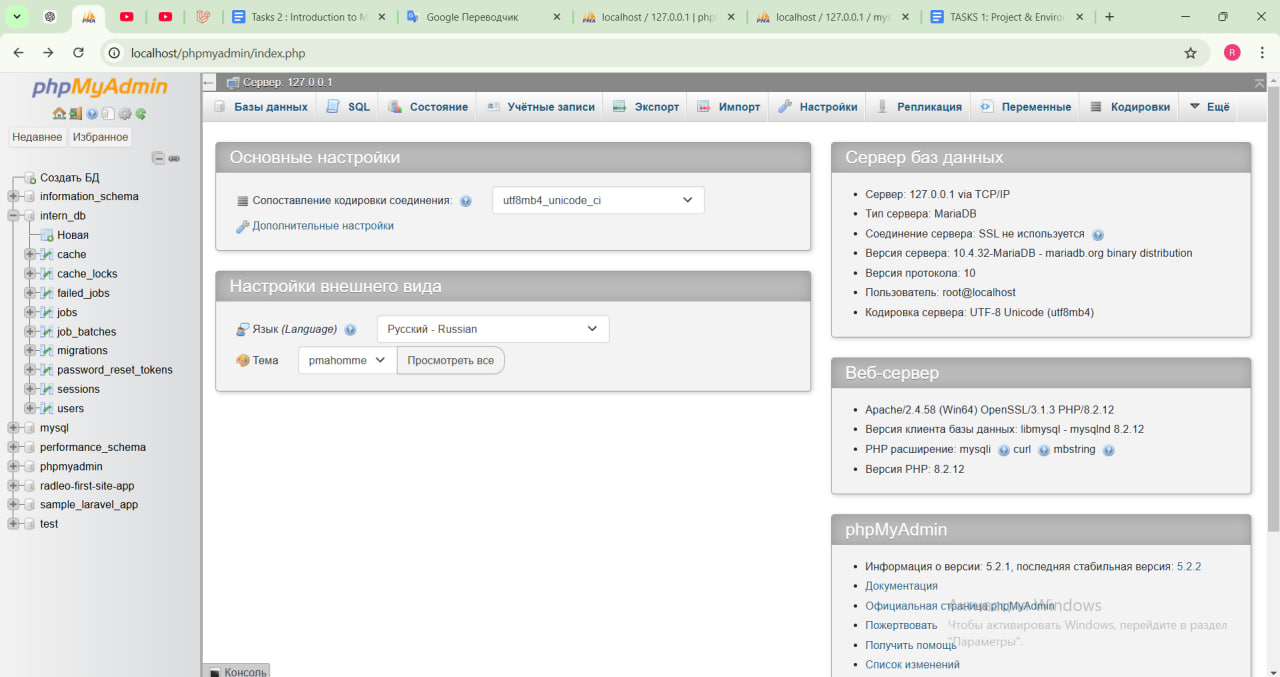 Tasks 2 : Introduction to M
Google Переводчик
localhost / 127.0.0.1 | php
localhost / 127.0.0.1 / mys
TASKS 1: Project & Enviror
localhost/phpmyadmin/index.php
R
phpMyAdmin
Недавнее Избранное
Создать БД
information_schema
intern_db
Новая
cache
cache_locks
failed_jobs
jobs
job_batches
migrations
password_reset_tokens
sessions
users
mysql
performance_schema
phpmyadmin
radleo-first-site-app
sample_laravel_app
test
Сервер: 127.0.0.1
Базы данных SQL Состояние Учётные записи Экспорт Импорт Настройки Репликация Переменные Кодировки Ещё
Основные настройки
Сопоставление кодировки соединения: utf8mb4_unicode_ci
Дополнительные настройки
Настройки внешнего вида
Язык (Language) Русский - Russian
Тема pmahomme Просмотреть все
Сервер баз данных
Сервер: 127.0.0.1 via TCP/IP
Тип сервера: MariaDB
Соединение сервера: SSL не используется
Версия сервера: 10.4.32-MariaDB - mariadb.org binary distribution
Версия протокола: 10
Пользователь: root@localhost
Кодировка сервера: UTF-8 Unicode (utf8mb4)
Веб-сервер
Apache/2.4.58 (Win64) OpenSSL/3.1.3 PHP/8.2.12
Версия клиента базы данных: libmysql - mysqlnd 8.2.12
PHP расширение: mysqli curl mbstring
Версия PHP: 8.2.12
phpMyAdmin
Информация о версии: 5.2.1, последняя стабильная версия: 5.2.2
Документация
Официальная страница phpMyAdmin
Пожертвовать
Получить помощь
Список изменений
Активация Windows
Чтобы активировать Windows, перейдите в раздел
"Параметры".
Консоль